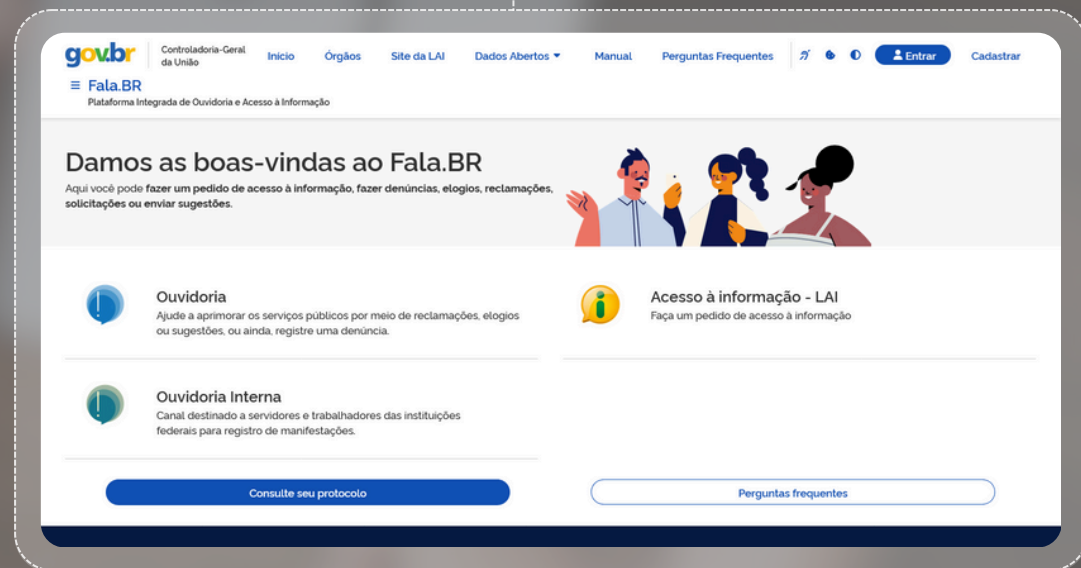 gov.br
Controladoria-Geral
da União
Início
Órgãos
Site da LAI
Dados Abertos
Manual
Perguntas Frequentes
Entrar
Cadastrar
Fala.BR
Plataforma Integrada de Ouvidoria e Acesso à Informação
Damos as boas-vindas ao Fala.BR
Aqui você pode fazer um pedido de acesso à informação, fazer denúncias, elogios, reclamações,
solicitações ou enviar sugestões.
Ouvidoria
Ajude a aprimorar os serviços públicos por meio de reclamações, elogios
ou sugestões, ou ainda, registre uma denúncia.
Acesso à informação - LAI
Faça um pedido de acesso à informação
Ouvidoria Interna
Canal destinado a servidores e trabalhadores das instituições
federais para registro de manifestações.
Consulte seu protocolo
Perguntas frequentes